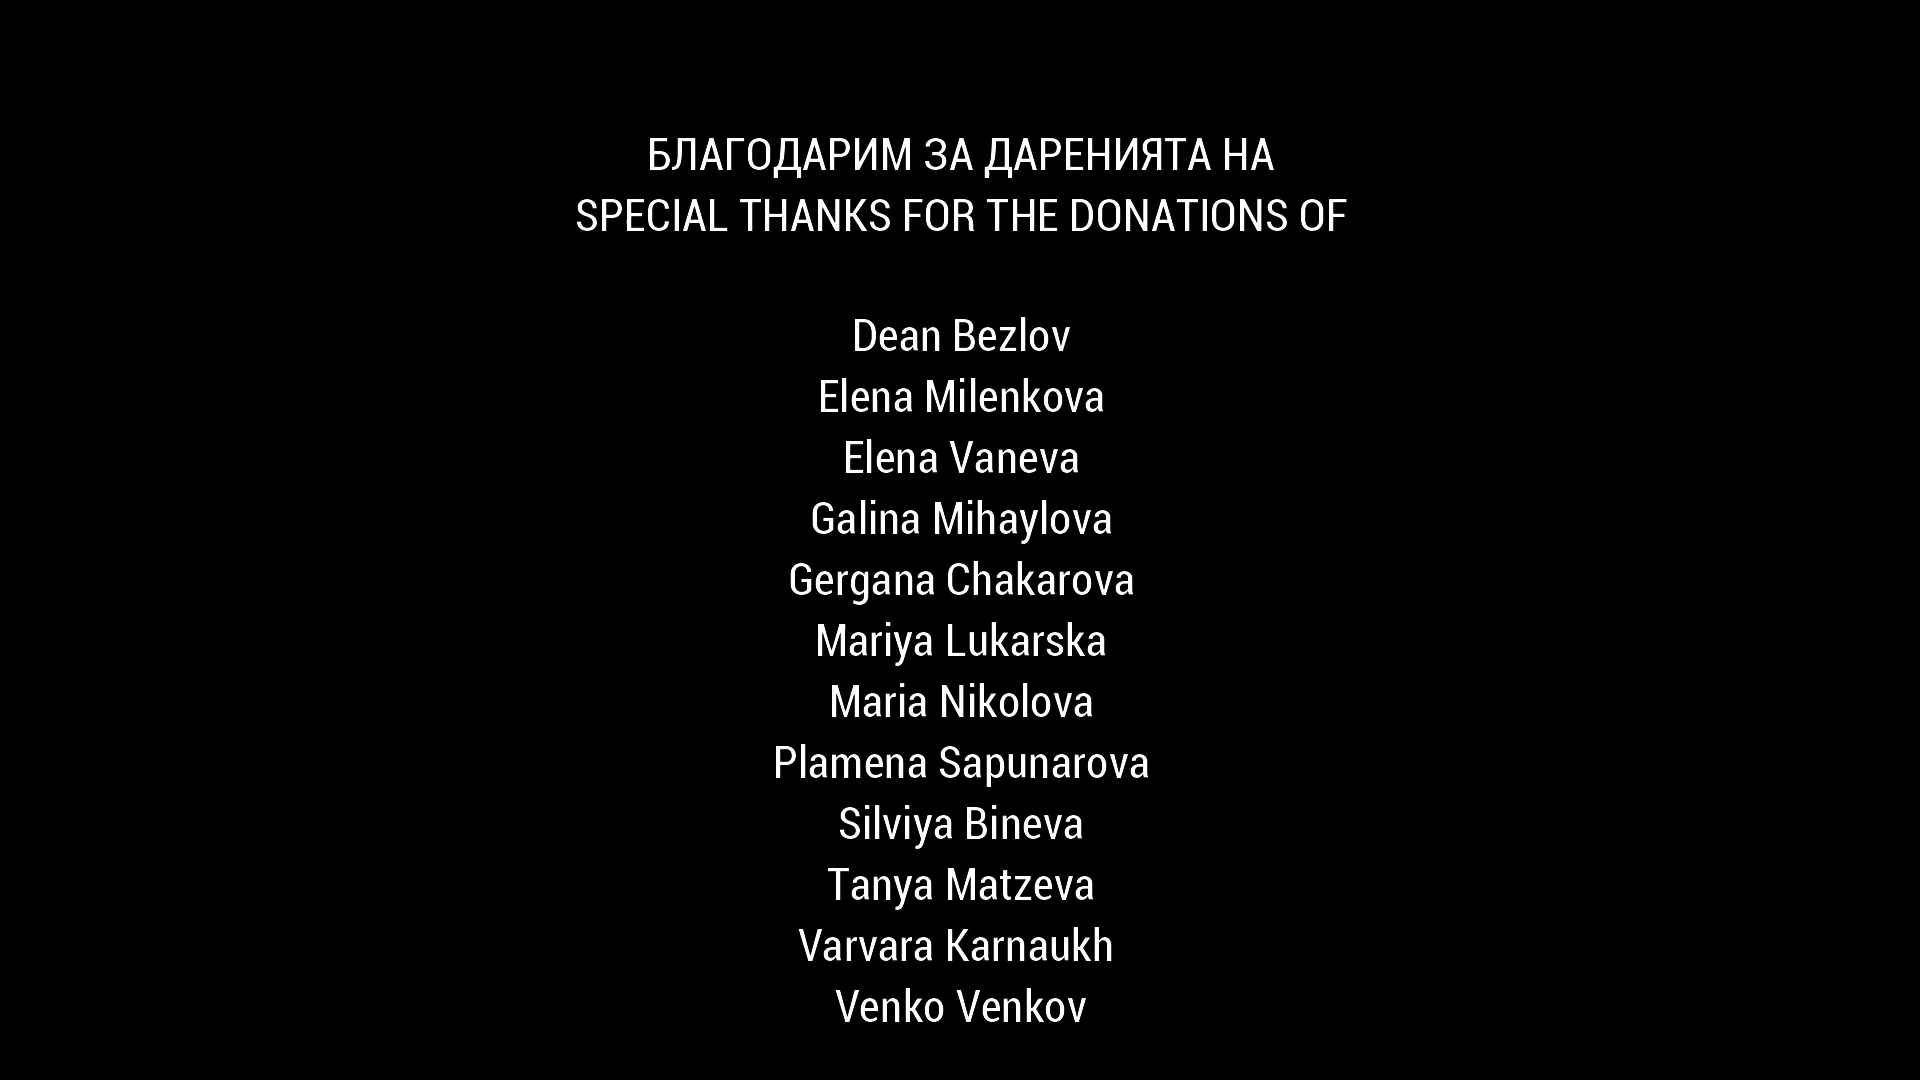 БЛАГОДАРИМ ЗА ДАРЕНИЯТА НА
SPECIAL THANKS FOR THE DONATIONS OF
Dean Bezlov
Elena Milenkova
Elena Vaneva
Galina Mihaylova
Gergana Chakarova
Mariya Lukarska
Maria Nikolova
Plamena Sapunarova
Silviya Bineva
Tanya Matzeva
Varvara Karnaukh
Venko Venkov